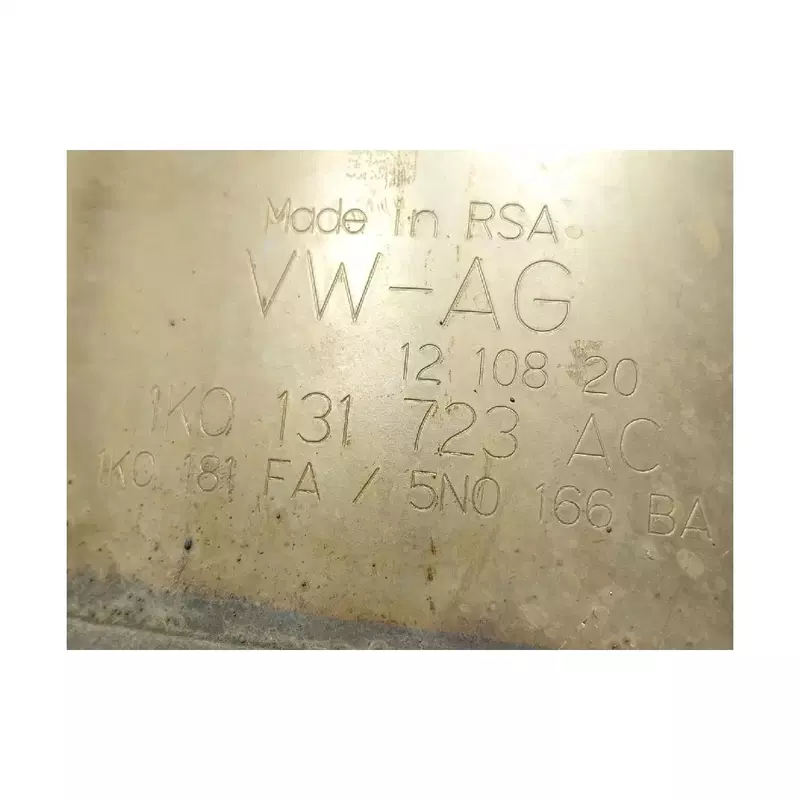 Made In RSA
VW-AG
12 108 20
1K0 131 723 AC
1K0 181 FA / 5N0 166 BA